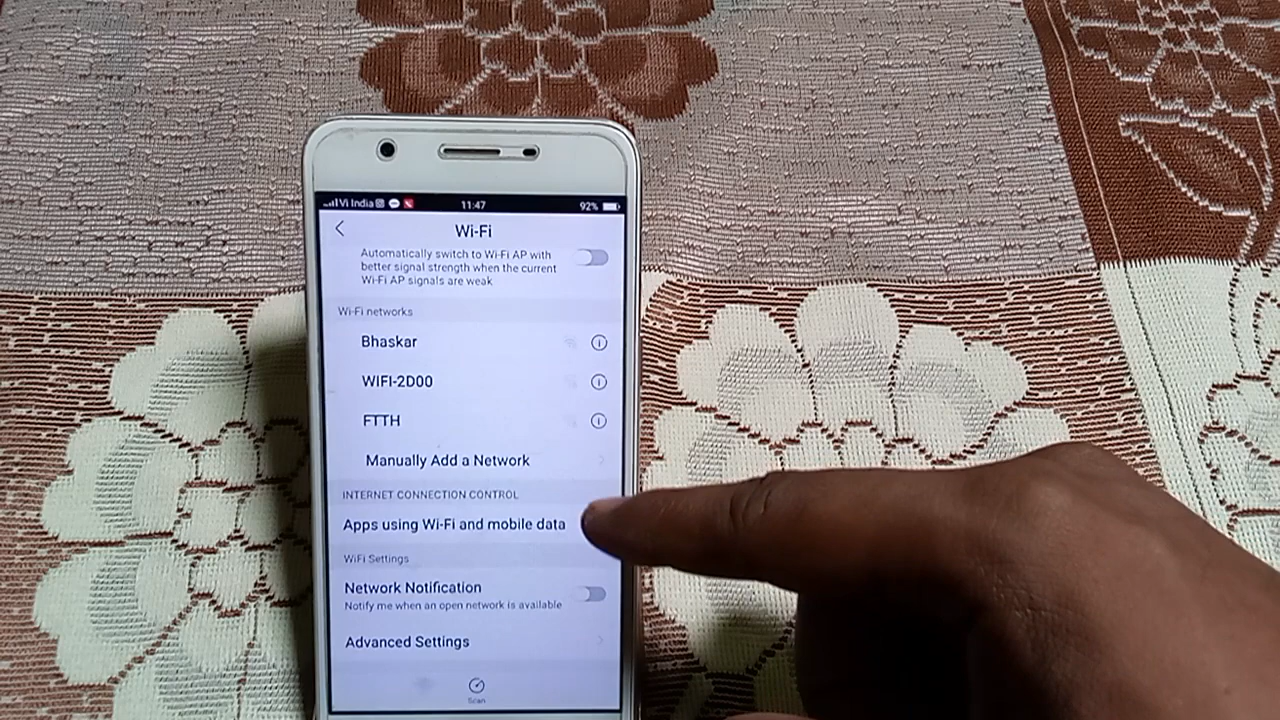 Vi India 11:47 92%
Wi-Fi
Automatically switch to Wi-Fi AP with
better signal strength when the current
Wi-Fi AP signals are weak
Wi-Fi networks
Bhaskar
WIFI-2D00
FTTH
Manually Add a Network
INTERNET CONNECTION CONTROL
Apps using Wi-Fi and mobile data
WiFi Settings
Network Notification
Notify me when an open network is available
Advanced Settings
Scan